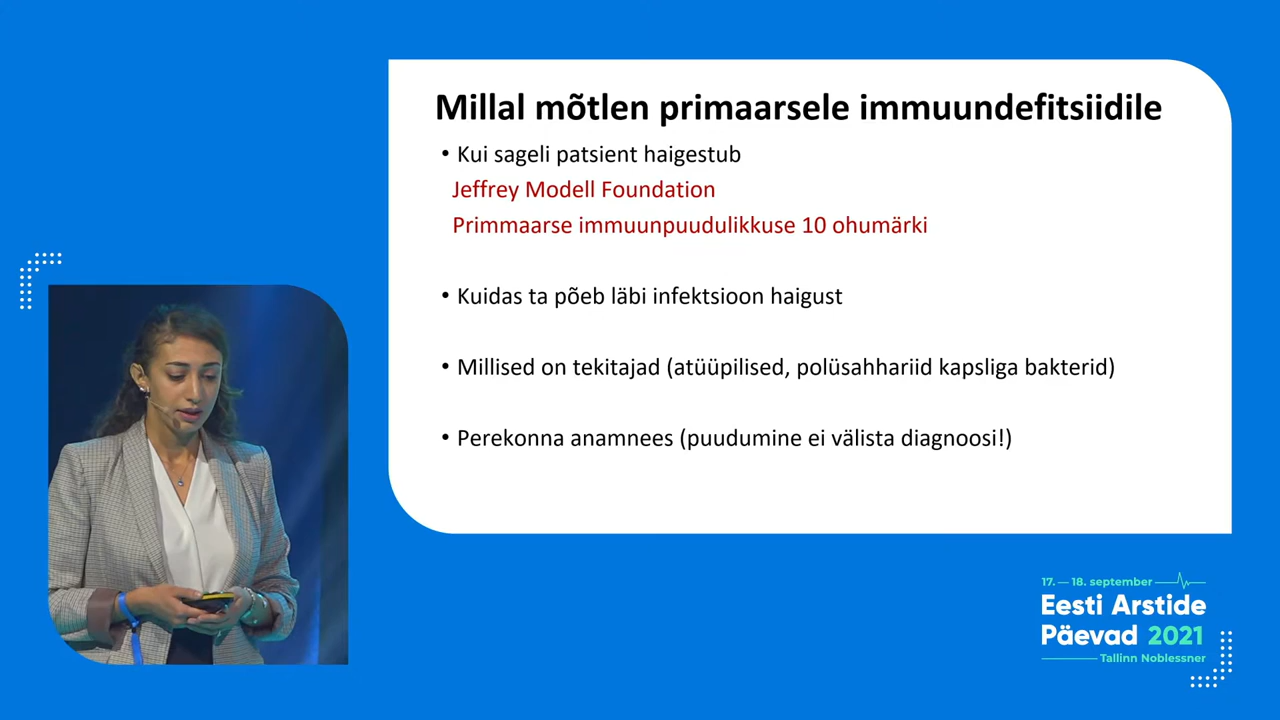 Millal mõtlen primaarsele immuundefitsiidile
• Kui sageli patsient haigestub
Jeffrey Modell Foundation
Primmaarse immuunpuudulikkuse 10 ohumärki
• Kuidas ta põeb läbi infektsioon haigust
• Millised on tekitajad (atüüpilised, polüsahhariid kapsliga bakterid)
• Perekonna anamnees (puudumine ei välista diagnoosi!)
17. — 18. september
Eesti Arstide
Päevad 2021
Tallinn Noblessner